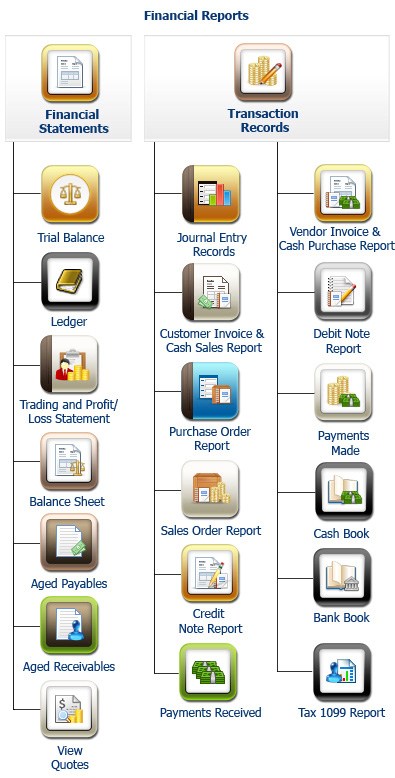 Financial Reports
Financial
Statements
Transaction
Records
Trial Balance
Ledger
Trading and Profit/
Loss Statement
Balance Sheet
Aged Payables
Aged Receivables
View
Quotes
Journal Entry
Records
Customer Invoice &
Cash Sales Report
Purchase Order
Report
Sales Order Report
Credit
Note Report
Payments Received
Vendor Invoice &
Cash Purchase Report
Debit Note
Report
Payments
Made
Cash Book
Bank Book
Tax 1099 Report